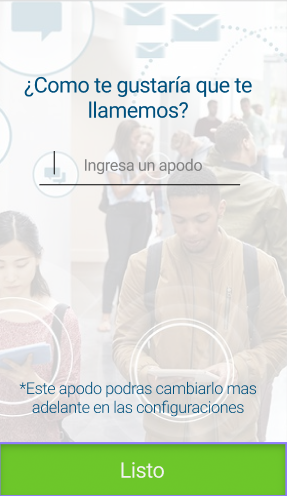 ¿Como te gustaría que te
llamemos?
Ingresa un apodo
*Este apodo podras cambiarlo mas
adelante en las configuraciones
Listo